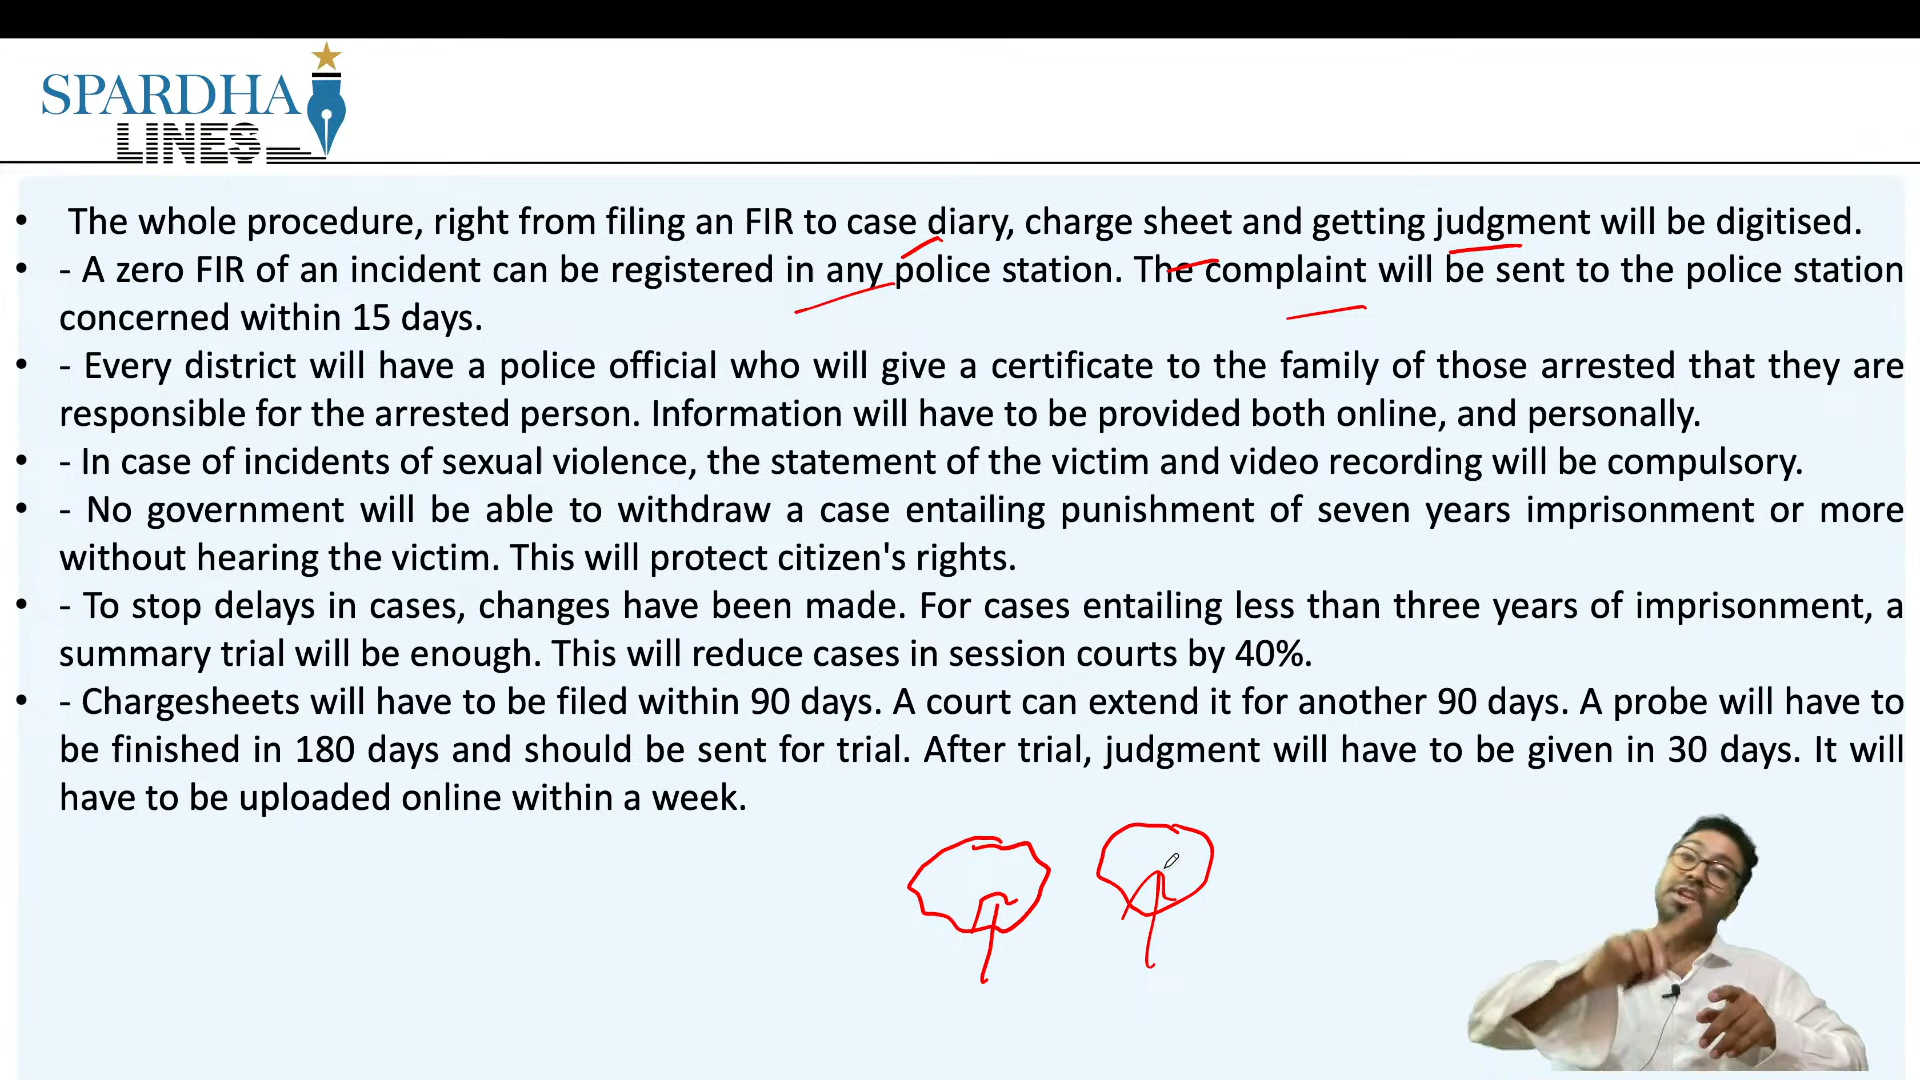 SPARDHA
LINES
• The whole procedure, right from filing an FIR to case diary, charge sheet and getting judgment will be digitised.
• - A zero FIR of an incident can be registered in any police station. The complaint will be sent to the police station
concerned within 15 days.
• - Every district will have a police official who will give a certificate to the family of those arrested that they are
responsible for the arrested person. Information will have to be provided both online, and personally.
• - In case of incidents of sexual violence, the statement of the victim and video recording will be compulsory.
• - No government will be able to withdraw a case entailing punishment of seven years imprisonment or more
without hearing the victim. This will protect citizen's rights.
• - To stop delays in cases, changes have been made. For cases entailing less than three years of imprisonment, a
summary trial will be enough. This will reduce cases in session courts by 40%.
• - Chargesheets will have to be filed within 90 days. A court can extend it for another 90 days. A probe will have to
be finished in 180 days and should be sent for trial. After trial, judgment will have to be given in 30 days. It will
have to be uploaded online within a week.